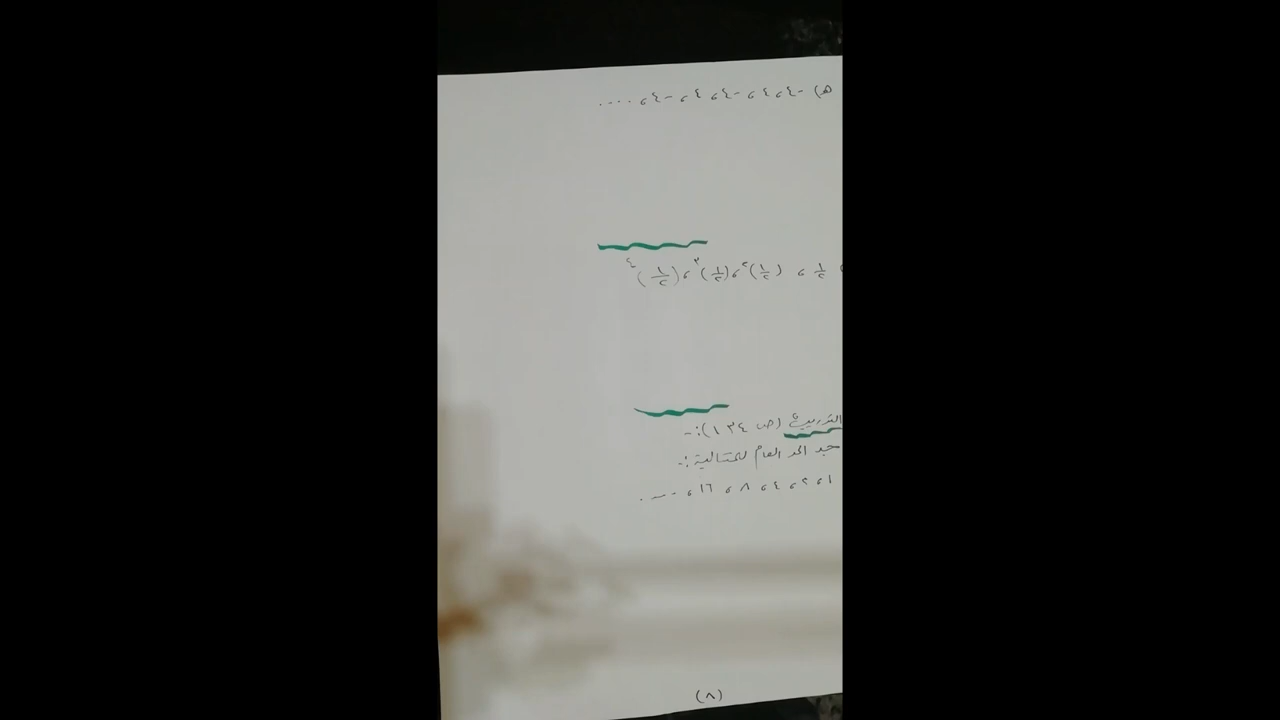 هـ) -٤، ٤، -٤، ٤، -٤، ....
١/٢، (١/٢)^٢، (١/٢)^٣، (١/٢)^٤
التدريب (ص ١٣٤):-
جد الحد العام للمتتالية:-
١، ٢، ٤، ٨، ١٦، ....
(٨)